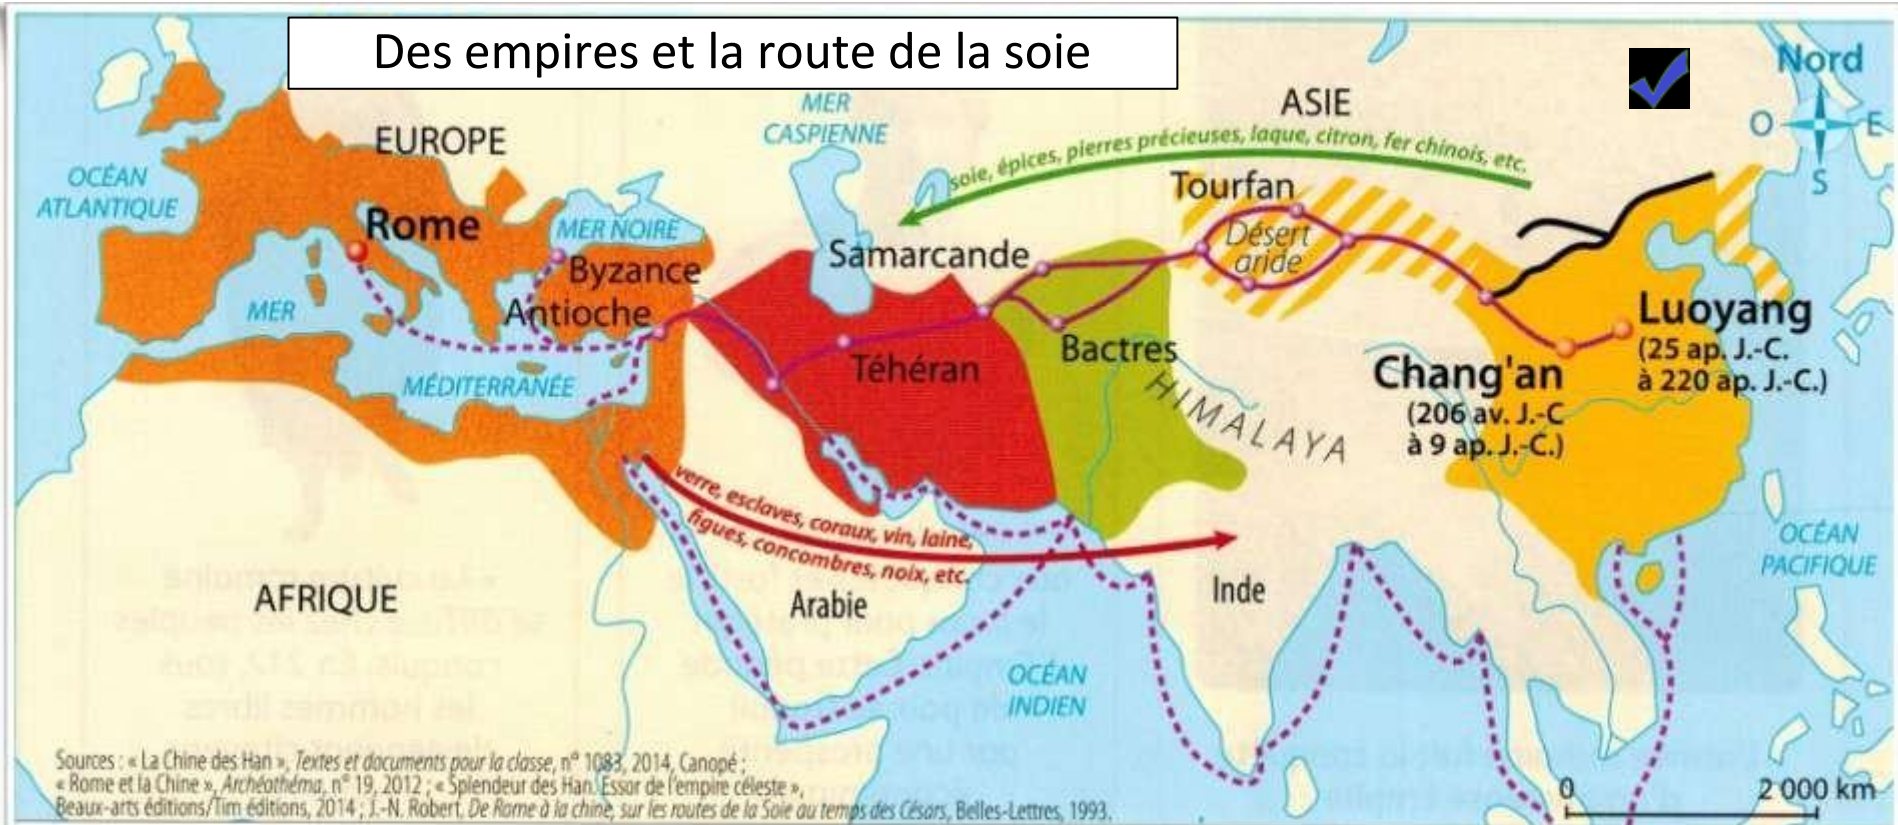 Des empires et la route de la soie
Nord
O
E
S
MER
CASPIENNE
ASIE
EUROPE
soie, épices, pierres précieuses, laque, citron, fer chinois, etc.
OCÉAN
ATLANTIQUE
Tourfan
Rome
MER NOIRE
Samarcande
Désert
aride
Byzance
MER
Antioche
Luoyang
(25 ap. J.-C.
à 220 ap. J.-C.)
Bactres
Téhéran
Chang'an
(206 av. J.-C
à 9 ap. J.-C.)
MÉDITERRANÉE
HIMALAYA
verre, esclaves, coraux, vin, laine,
figues, concombres, noix, etc.
OCÉAN
PACIFIQUE
AFRIQUE
Arabie
Inde
OCÉAN
INDIEN
Sources : « La Chine des Han », Textes et documents pour la classe, n° 1083, 2014, Canopé ;
« Rome et la Chine », Archéothéma, n° 19, 2012 ; « Splendeur des Han. Essor de l'empire céleste »,
Beaux-arts éditions/Tim éditions, 2014 ; J.-N. Robert, De Rome à la chine, sur les routes de la Soie au temps des Césars, Belles-Lettres, 1993.
0
2 000 km